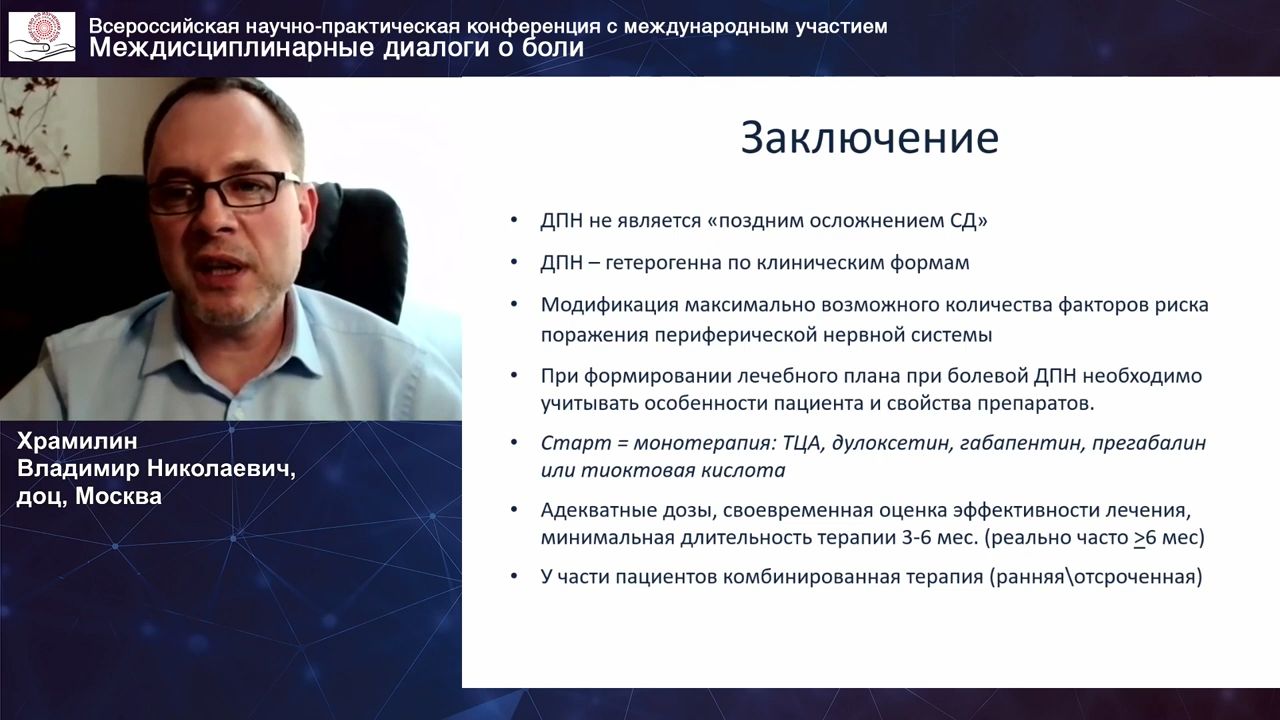 Всероссийская научно-практическая конференция с международным участием
Междисциплинарные диалоги о боли
Заключение
• ДПН не является «поздним осложнением СД»
• ДПН – гетерогенна по клиническим формам
• Модификация максимально возможного количества факторов риска
поражения периферической нервной системы
• При формировании лечебного плана при болевой ДПН необходимо
учитывать особенности пациента и свойства препаратов.
• Старт = монотерапия: ТЦА, дулоксетин, габапентин, прегабалин
или тиоктовая кислота
• Адекватные дозы, своевременная оценка эффективности лечения,
минимальная длительность терапии 3-6 мес. (реально часто >6 мес)
• У части пациентов комбинированная терапия (ранняя\отсроченная)
Храмилин
Владимир Николаевич,
доц, Москва